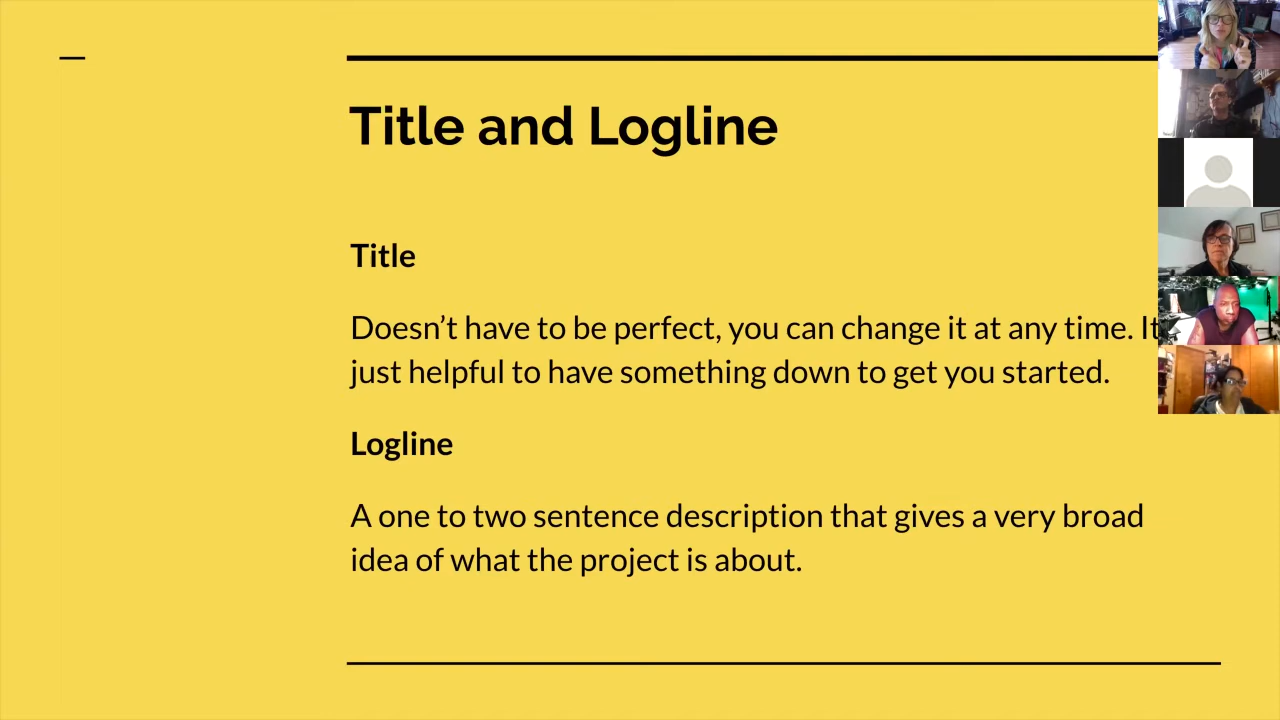 Title and Logline
Title
Doesn’t have to be perfect, you can change it at any time. It
just helpful to have something down to get you started.
Logline
A one to two sentence description that gives a very broad
idea of what the project is about.